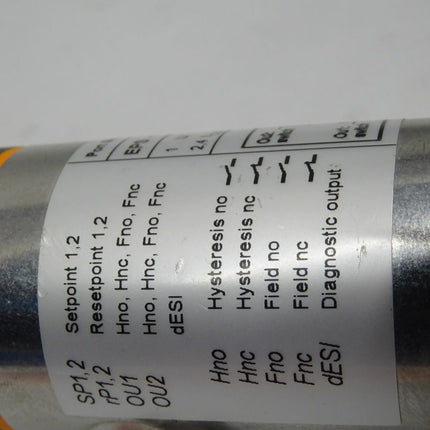 SP1,2 Setpoint 1,2
rP1,2 Resetpoint 1,2
OU1 Hno, Hnc, Fno, Fnc
OU2 Hno, Hnc, Fno, Fnc
dESI
Hno Hysteresis no
Hnc Hysteresis nc
Fno Field no
Fnc Field nc
dESI Diagnostic output